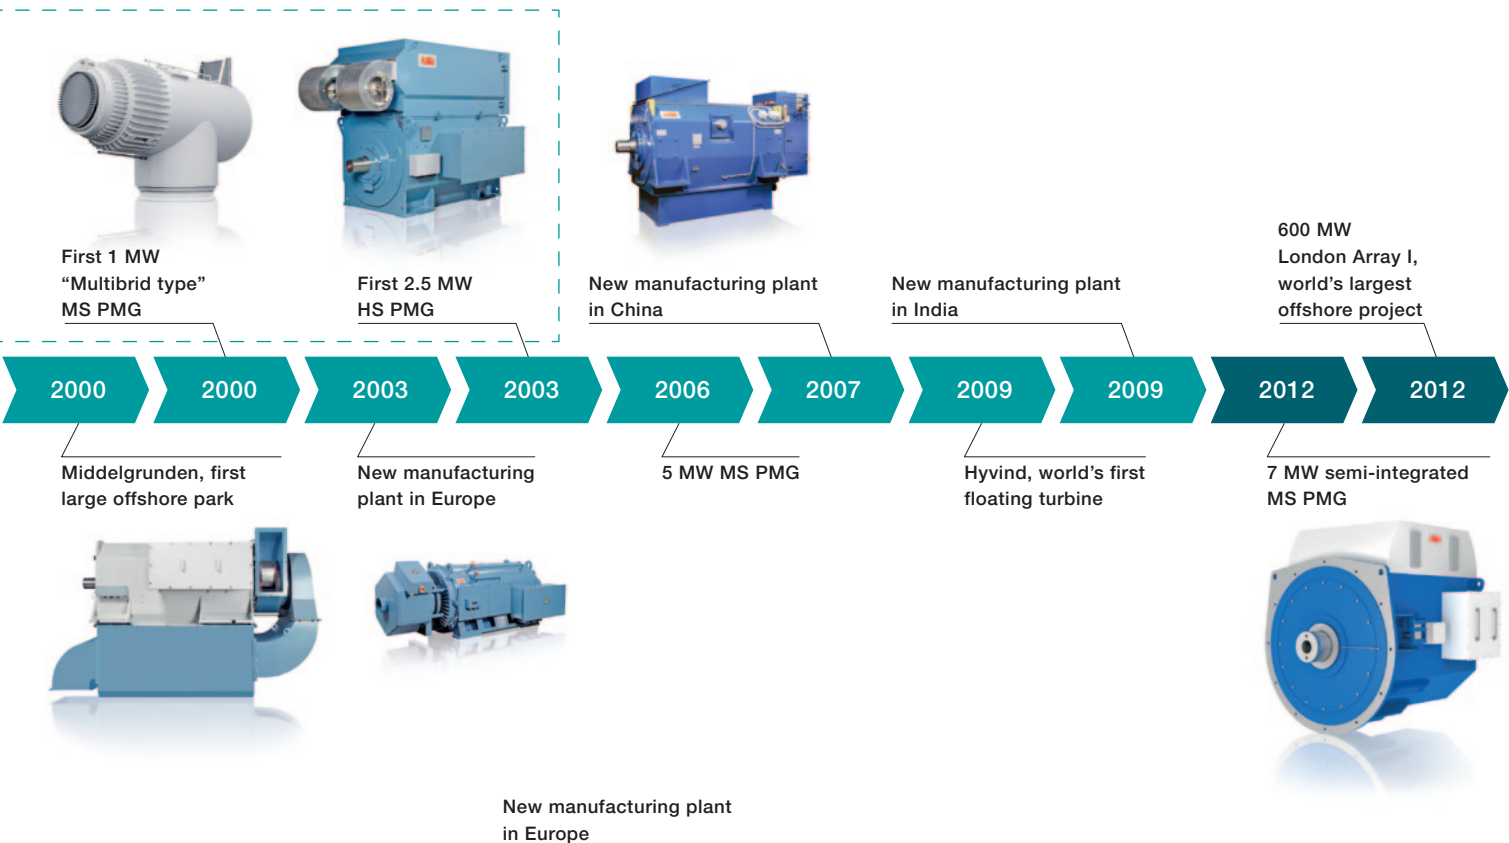 First 1 MW
“Multibrid type”
MS PMG
First 2.5 MW
HS PMG
New manufacturing plant
in China
New manufacturing plant
in India
600 MW
London Array I,
world’s largest
offshore project
2000
2000
2003
2003
2006
2007
2009
2009
2012
2012
Middelgrunden, first
large offshore park
New manufacturing
plant in Europe
5 MW MS PMG
Hyvind, world’s first
floating turbine
7 MW semi-integrated
MS PMG
New manufacturing plant
in Europe